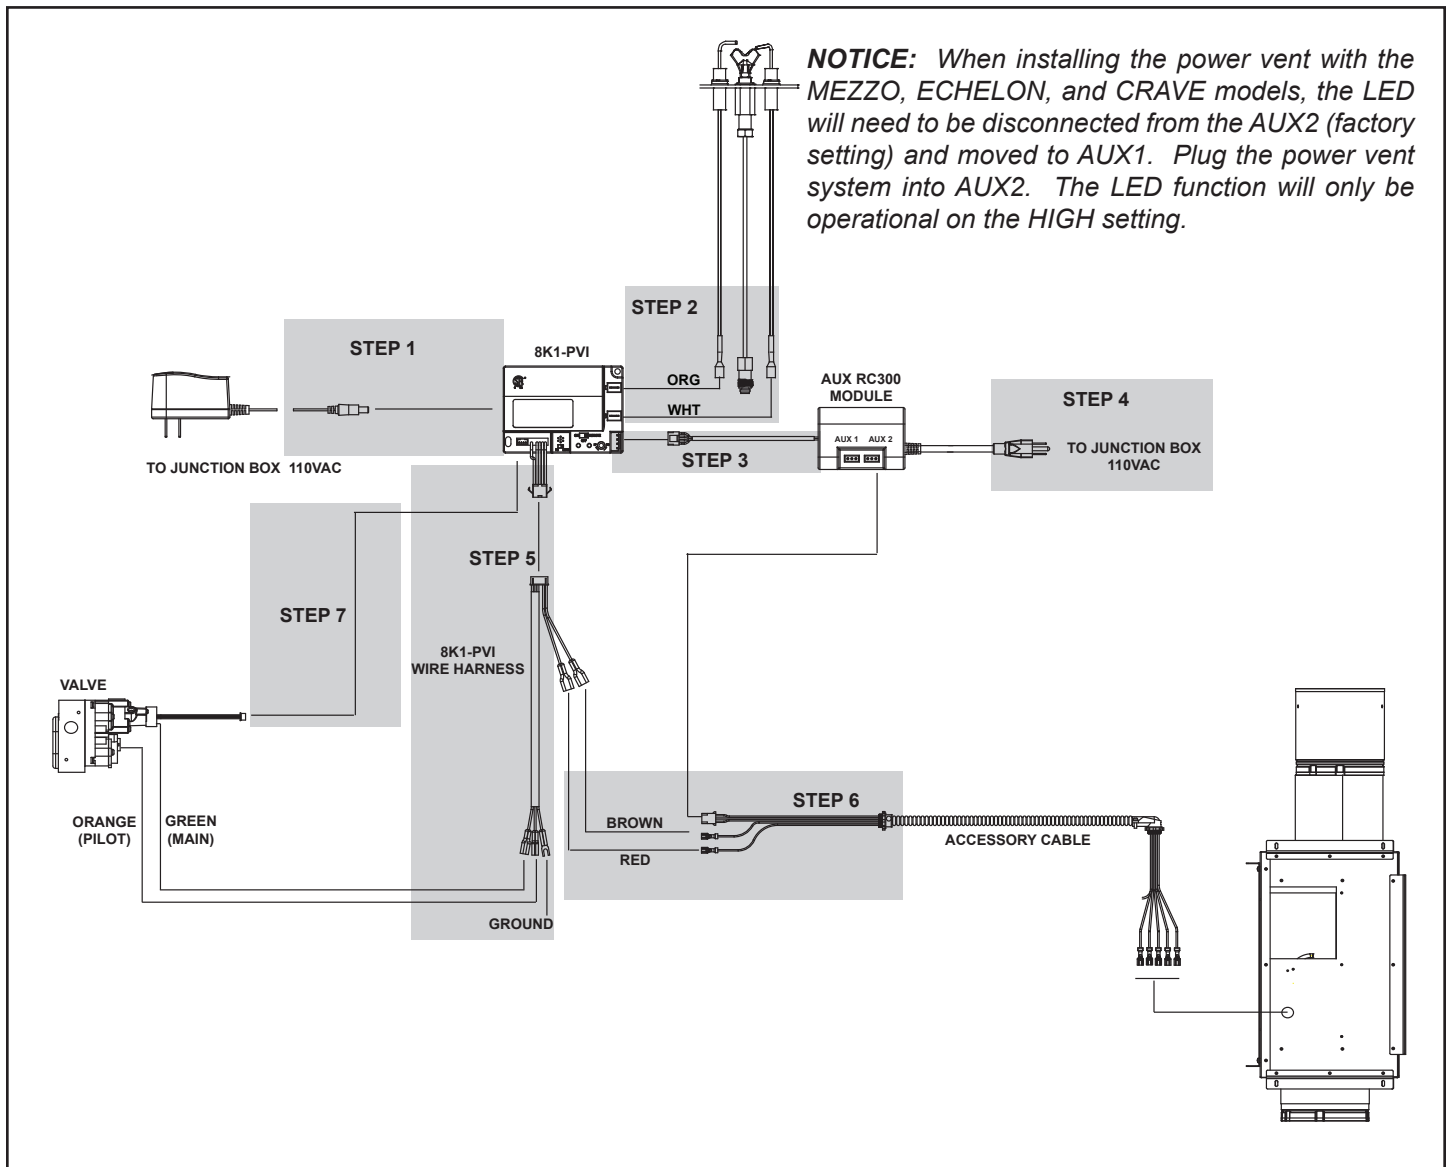 NOTICE: When installing the power vent with the
MEZZO, ECHELON, and CRAVE models, the LED
will need to be disconnected from the AUX2 (factory
setting) and moved to AUX1. Plug the power vent
system into AUX2. The LED function will only be
operational on the HIGH setting.
STEP 2
STEP 1
8K1-PVI
ORG
WHT
AUX RC300
MODULE
AUX 1 AUX 2
STEP 4
TO JUNCTION BOX
110VAC
TO JUNCTION BOX 110VAC
STEP 3
STEP 5
STEP 7
8K1-PVI
WIRE HARNESS
VALVE
ORANGE
(PILOT)
GREEN
(MAIN)
STEP 6
BROWN
RED
ACCESSORY CABLE
GROUND